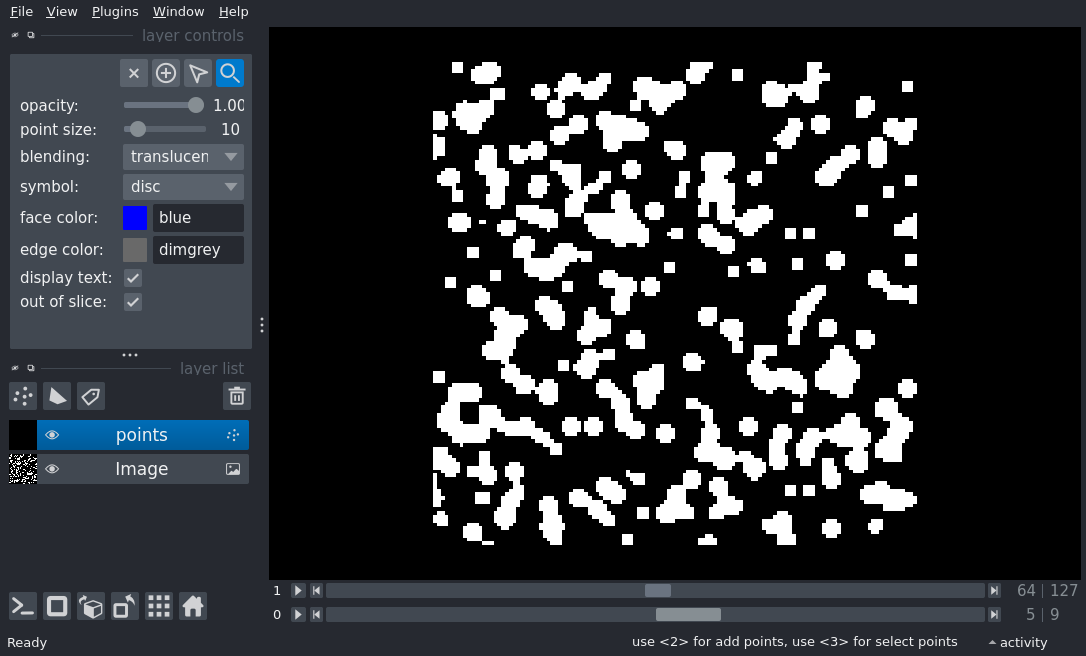 File View Plugins Window Help
layer controls
opacity: 1.00
point size: 10
blending: translucen
symbol: disc
face color: blue
edge color: dimgrey
display text:
out of slice:
layer list
points
Image
1 64 | 127
0 5 | 9
Ready use <2> for add points, use <3> for select points activity